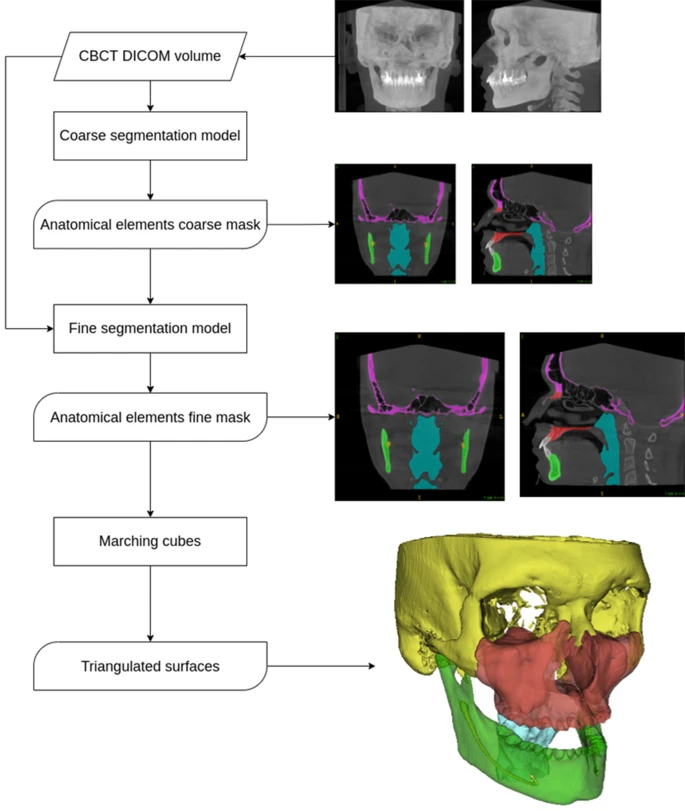 CBCT DICOM volume
Coarse segmentation model
Anatomical elements coarse mask
Fine segmentation model
Anatomical elements fine mask
Marching cubes
Triangulated surfaces